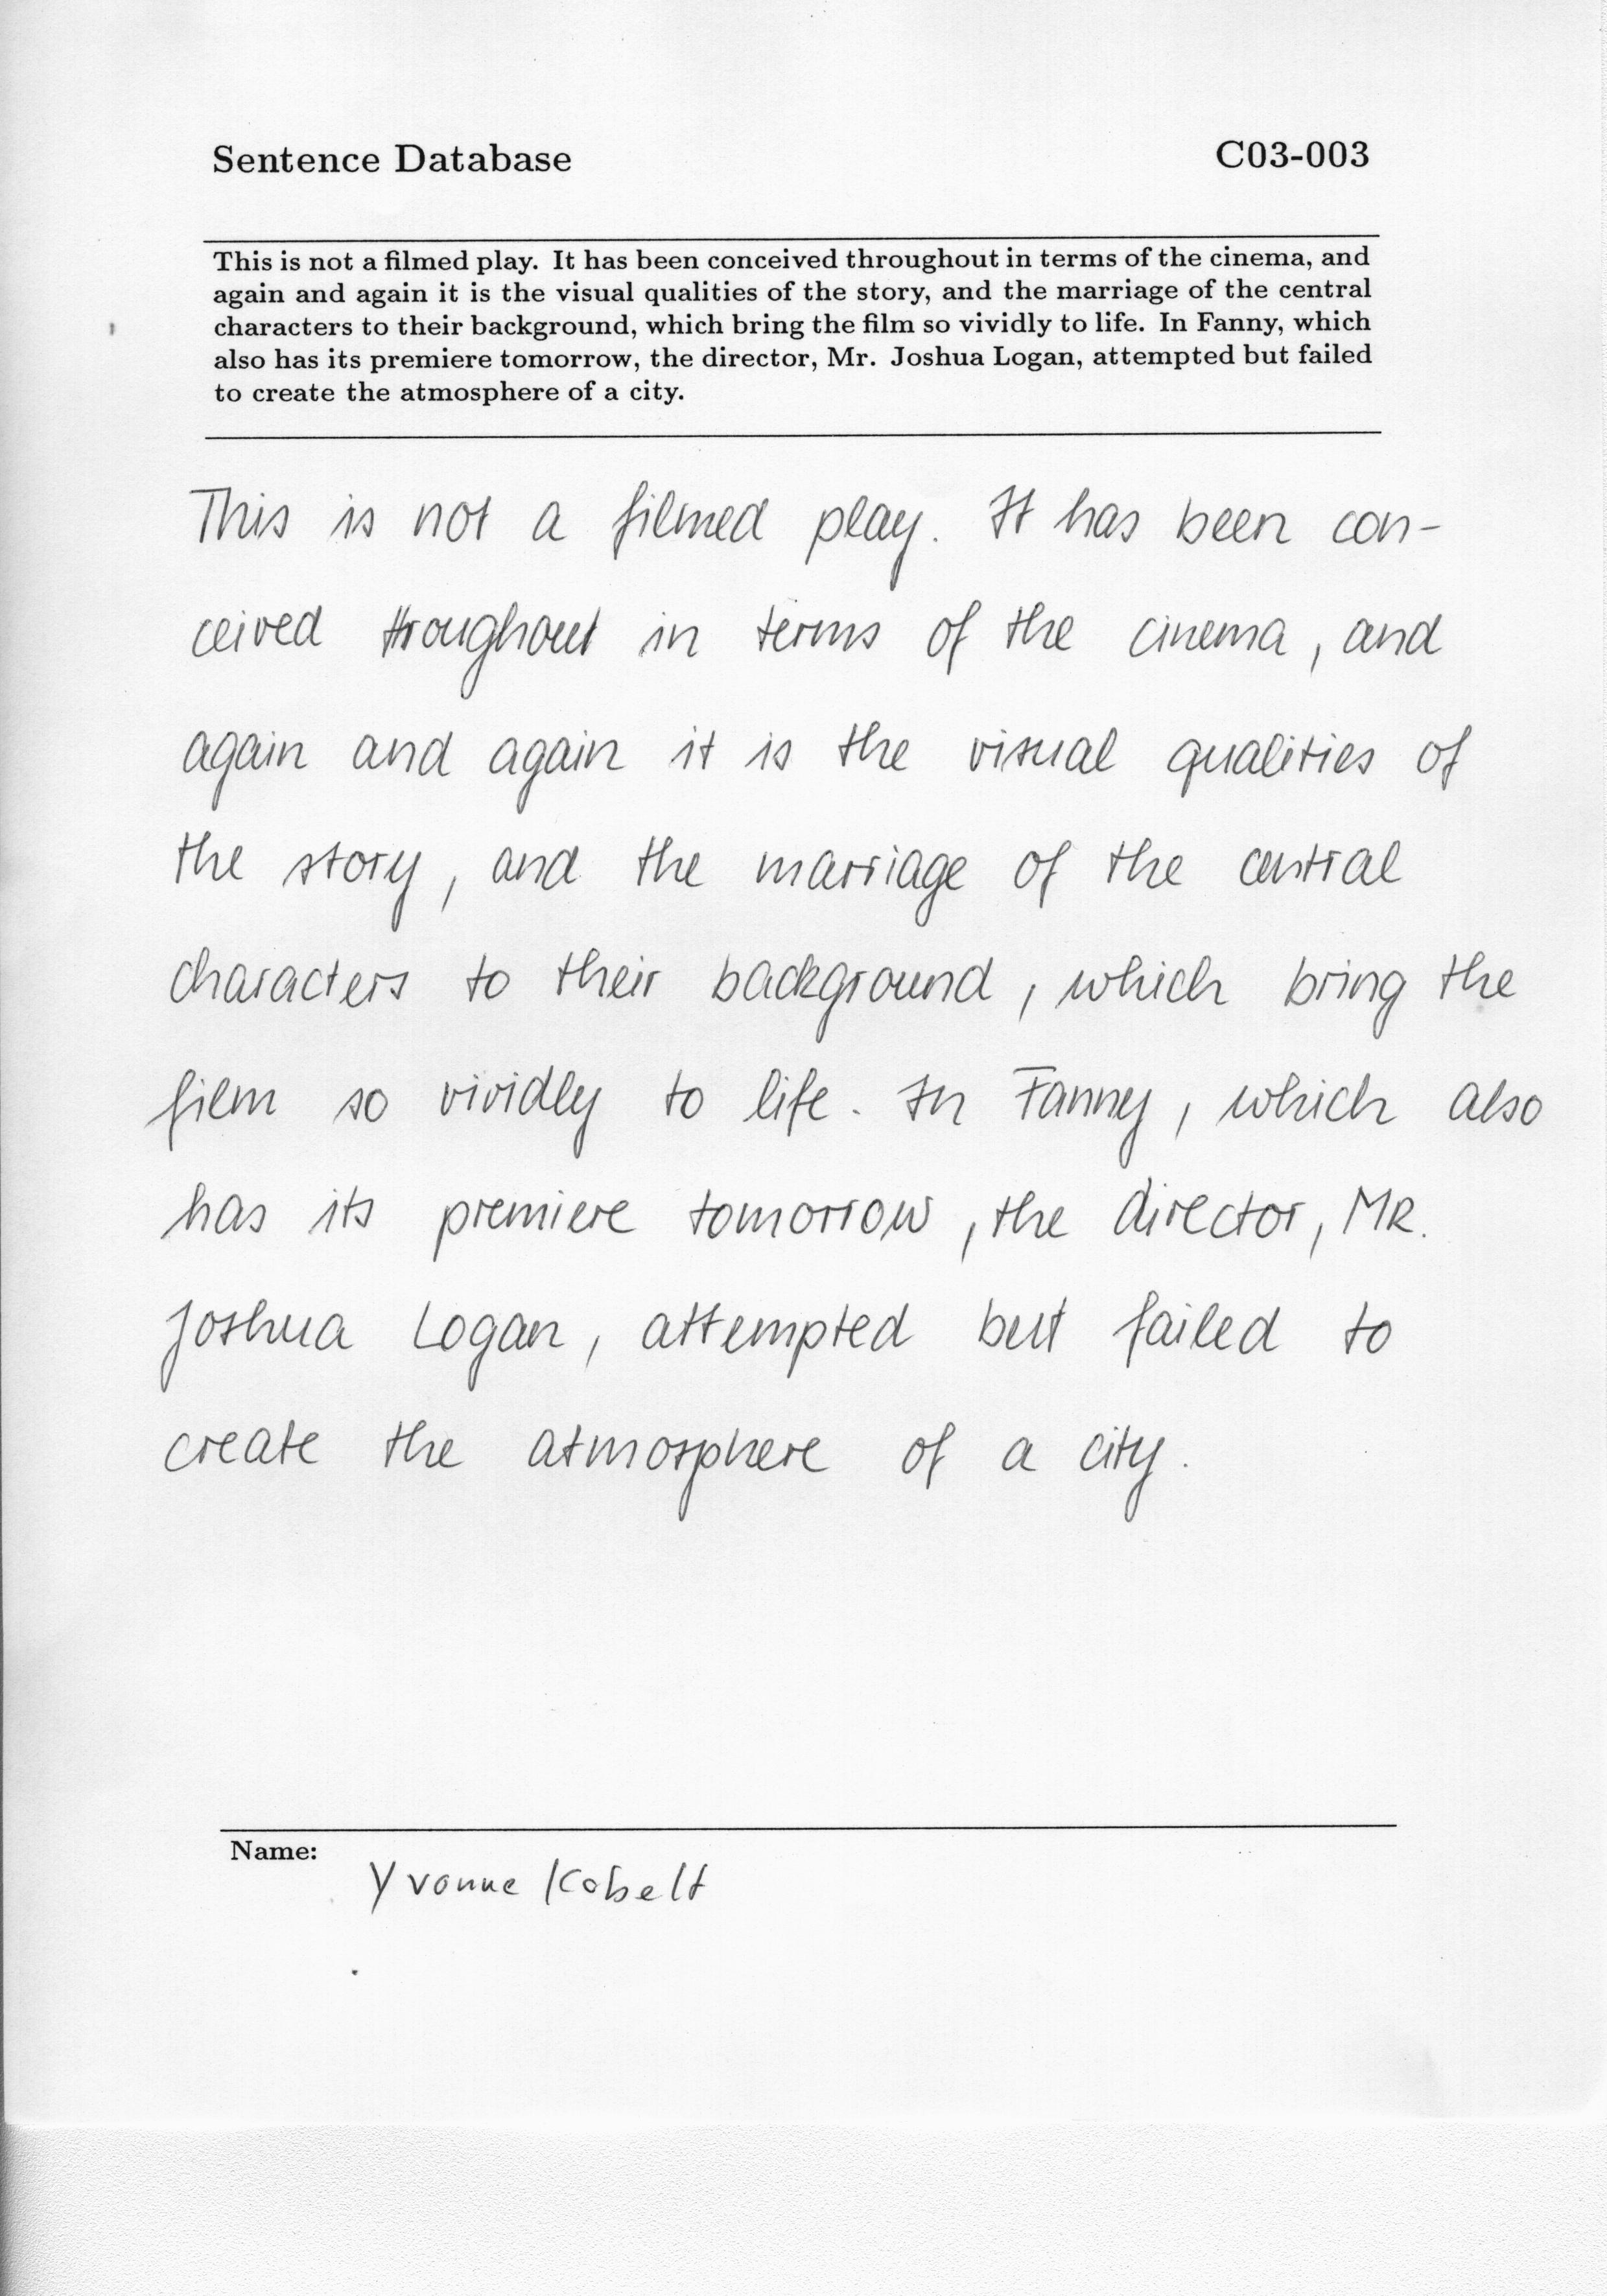 Sentence Database C03-003
This is not a filmed play. It has been conceived throughout in terms of the cinema, and
again and again it is the visual qualities of the story, and the marriage of the central
characters to their background, which bring the film so vividly to life. In Fanny, which
also has its premiere tomorrow, the director, Mr. Joshua Logan, attempted but failed
to create the atmosphere of a city.
This is not a filmed play. It has been con-
ceived throughout in terms of the cinema, and
again and again it is the visual qualities of
the story, and the marriage of the central
characters to their background, which bring the
film so vividly to life. In Fanny, which also
has its premiere tomorrow, the director, MR.
Joshua Logan, attempted but failed to
create the atmosphere of a city.
Name:
Yvonne Kobelt